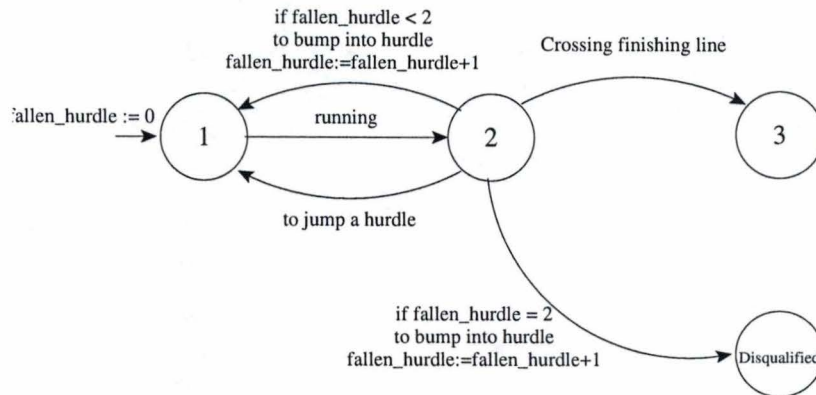 if fallen_hurdle < 2
to bump into hurdle
fallen_hurdle:=fallen_hurdle+1
Crossing finishing line
fallen_hurdle := 0
running
1
2
3
to jump a hurdle
if fallen_hurdle = 2
to bump into hurdle
fallen_hurdle:=fallen_hurdle+1
Disqualified